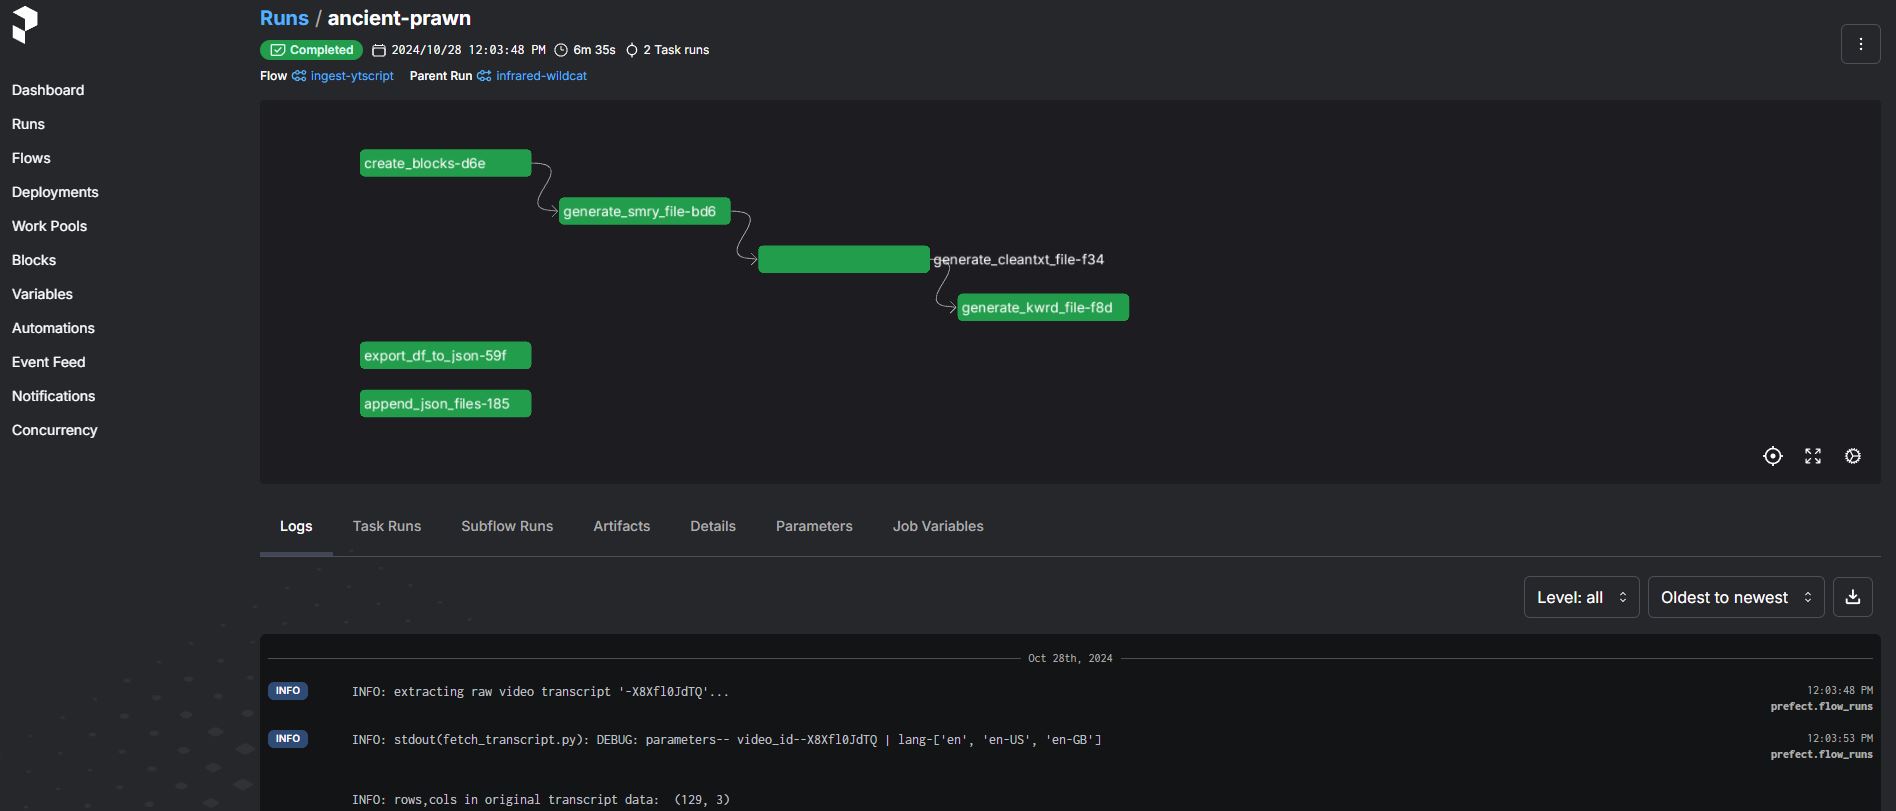 Runs / ancient-prawn
Completed 2024/10/28 12:03:48 PM 6m 35s 2 Task runs
Flow ingest-ytscript Parent Run infrared-wildcat
Dashboard
Runs
Flows
Deployments
Work Pools
Blocks
Variables
Automations
Event Feed
Notifications
Concurrency
create_blocks-d6e
generate_smry_file-bd6
generate_cleantxt_file-f34
generate_kwrd_file-f8d
export_df_to_json-59f
append_json_files-185
Logs Task Runs Subflow Runs Artifacts Details Parameters Job Variables
Level: all Oldest to newest
Oct 28th, 2024
INFO INFO: extracting raw video transcript '-X8Xfl0JdTQ'... 12:03:48 PM
prefect.flow_runs
INFO INFO: stdout(fetch_transcript.py): DEBUG: parameters-- video_id--X8Xfl0JdTQ | lang-['en', 'en-US', 'en-GB'] 12:03:53 PM
prefect.flow_runs
INFO: rows,cols in original transcript data: (129, 3)